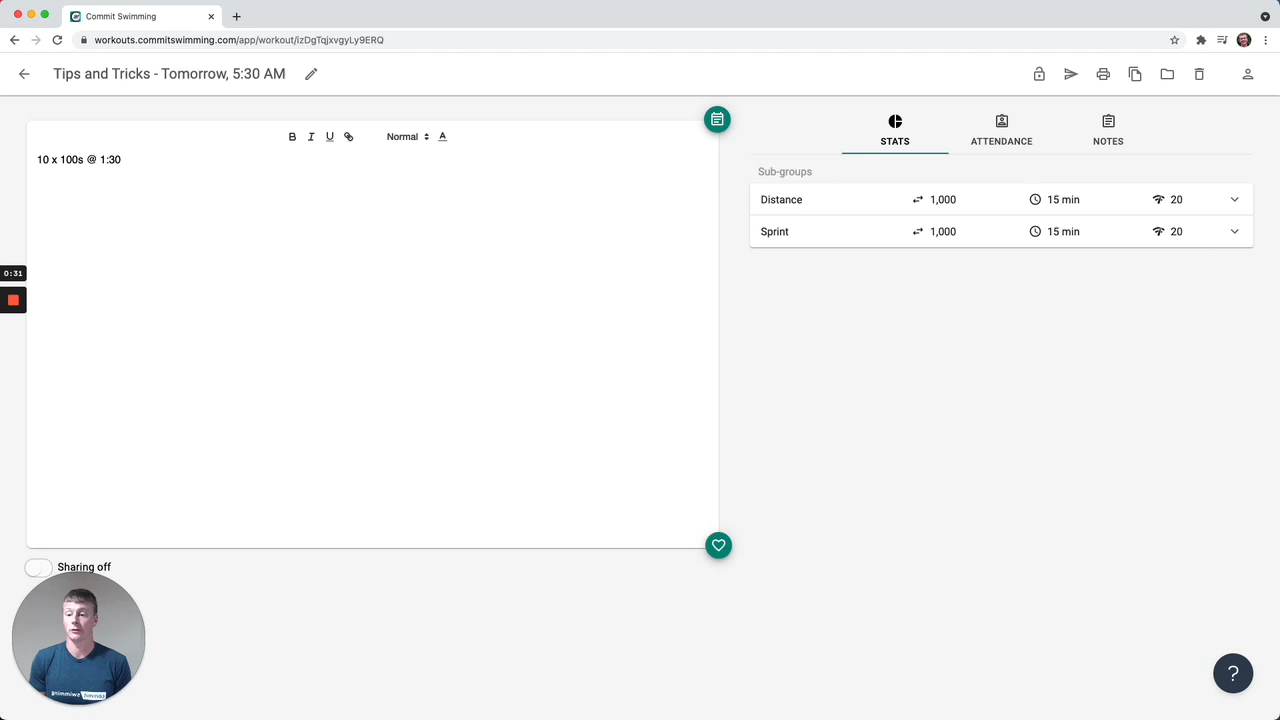 Commit Swimming
workouts.commitswimming.com/app/workout/izDgTqjxvgyLy9ERQ
Tips and Tricks - Tomorrow, 5:30 AM
B I U Normal A
10 x 100s @ 1:30
STATS ATTENDANCE NOTES
Sub-groups
Distance 1,000 15 min 20
Sprint 1,000 15 min 20
0:31
Sharing off
?